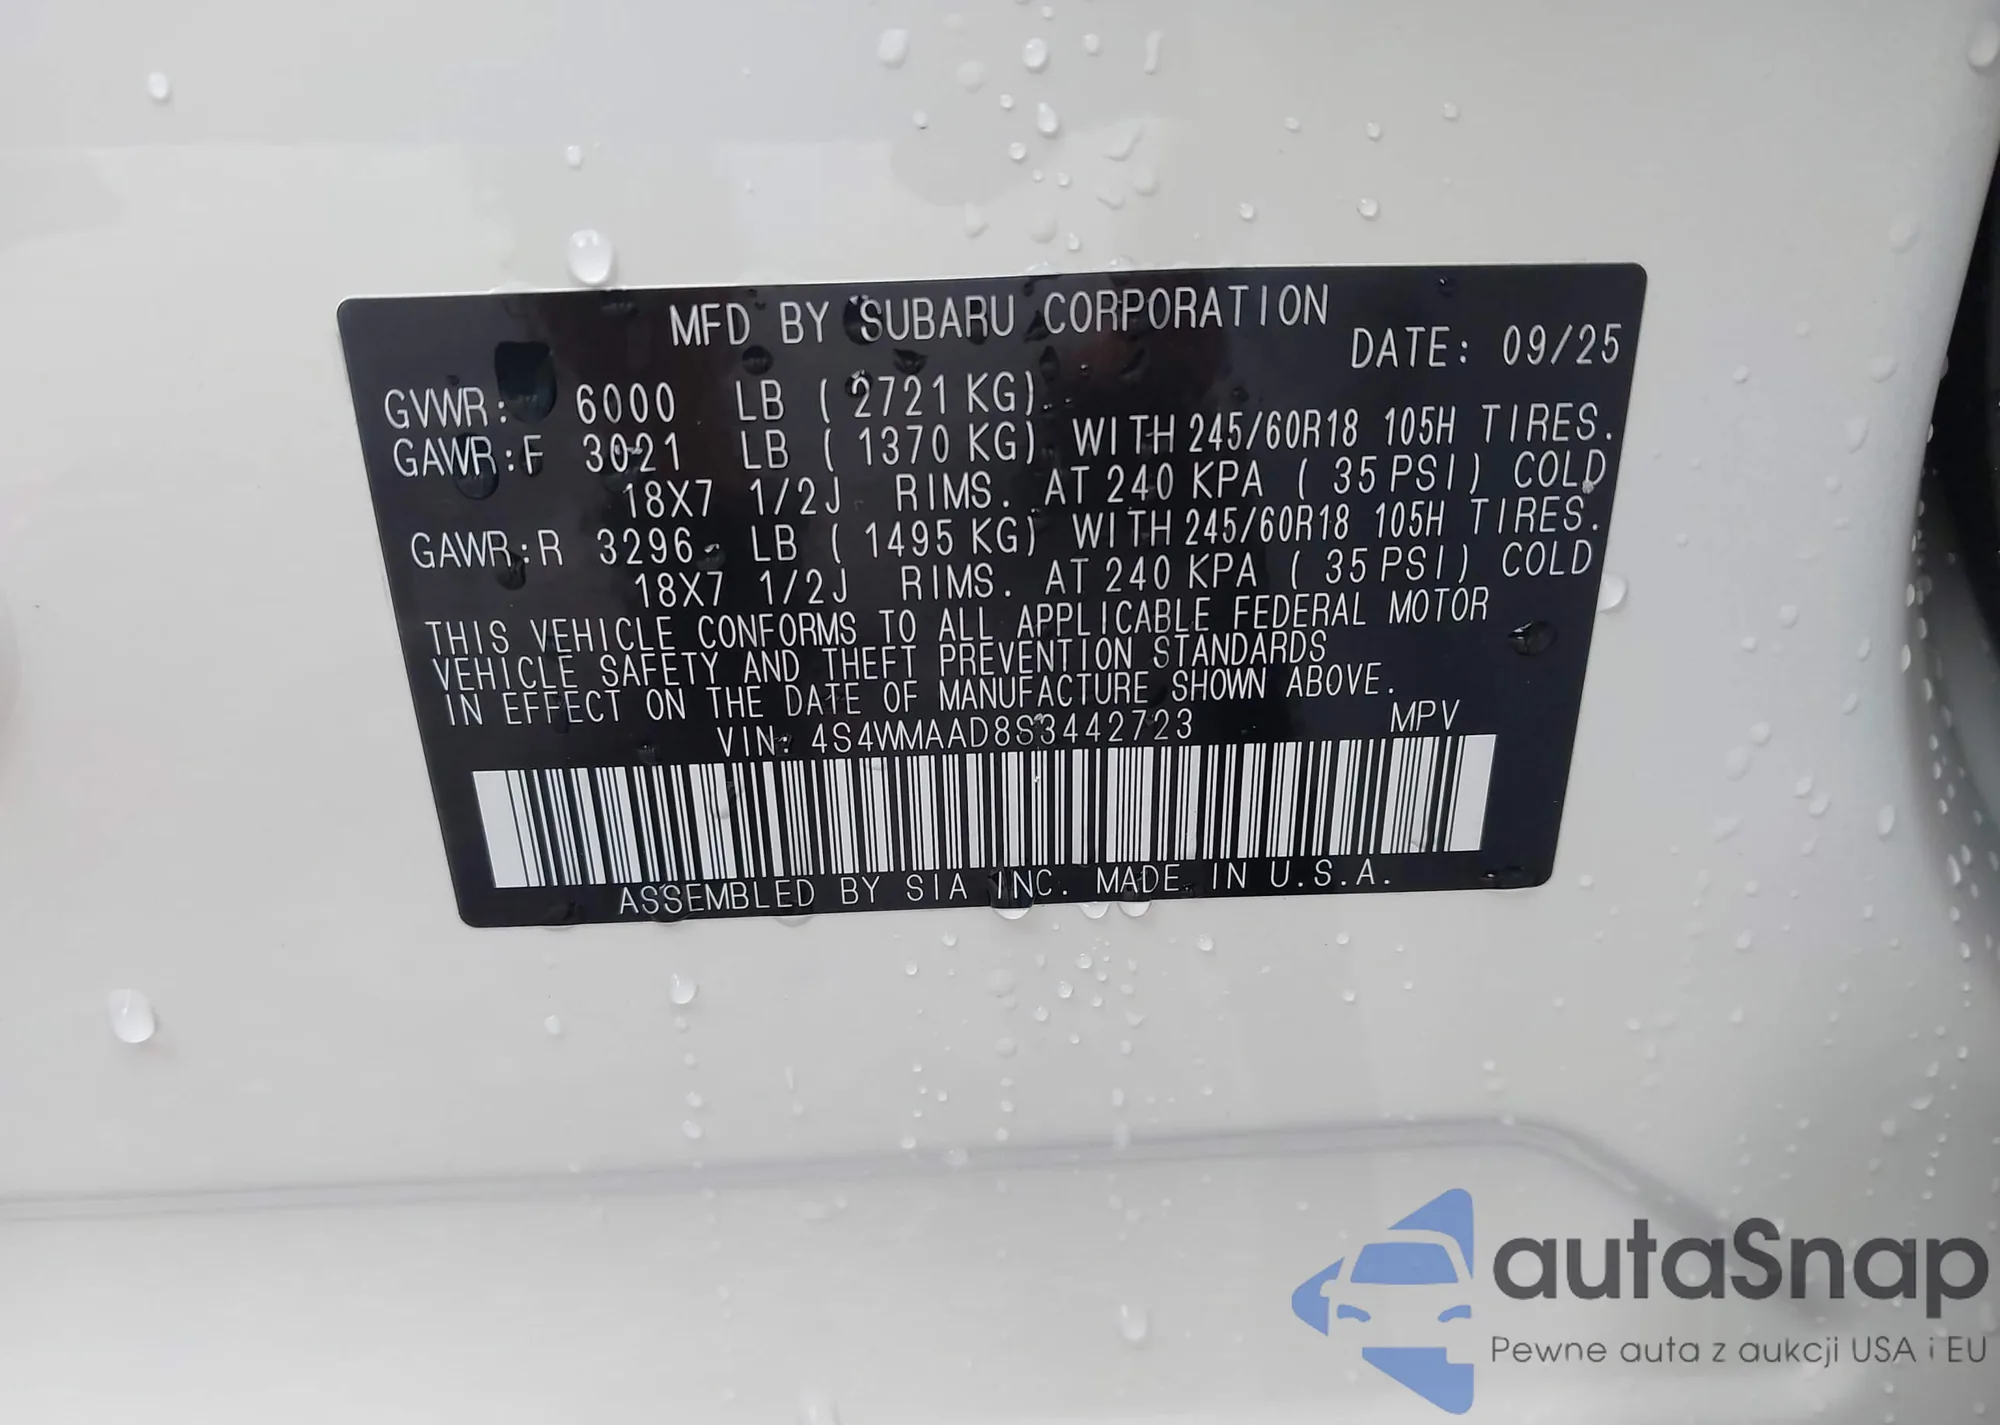 MFD BY SUBARU CORPORATION
DATE: 09/25
GVWR: 6000 LB ( 2721 KG)
GAWR:F 3021 LB ( 1370 KG) WITH 245/60R18 105H TIRES.
18X7 1/2J RIMS. AT 240 KPA ( 35 PSI) COLD
GAWR:R 3296 LB ( 1495 KG) WITH 245/60R18 105H TIRES.
18X7 1/2J RIMS. AT 240 KPA ( 35 PSI) COLD
THIS VEHICLE CONFORMS TO ALL APPLICABLE FEDERAL MOTOR
VEHICLE SAFETY AND THEFT PREVENTION STANDARDS
IN EFFECT ON THE DATE OF MANUFACTURE SHOWN ABOVE.
VIN: 4S4WMAAD8S3442723 MPV
ASSEMBLED BY SIA INC. MADE IN U.S.A.
autaSnap
Pewne auta z aukcji USA i EU